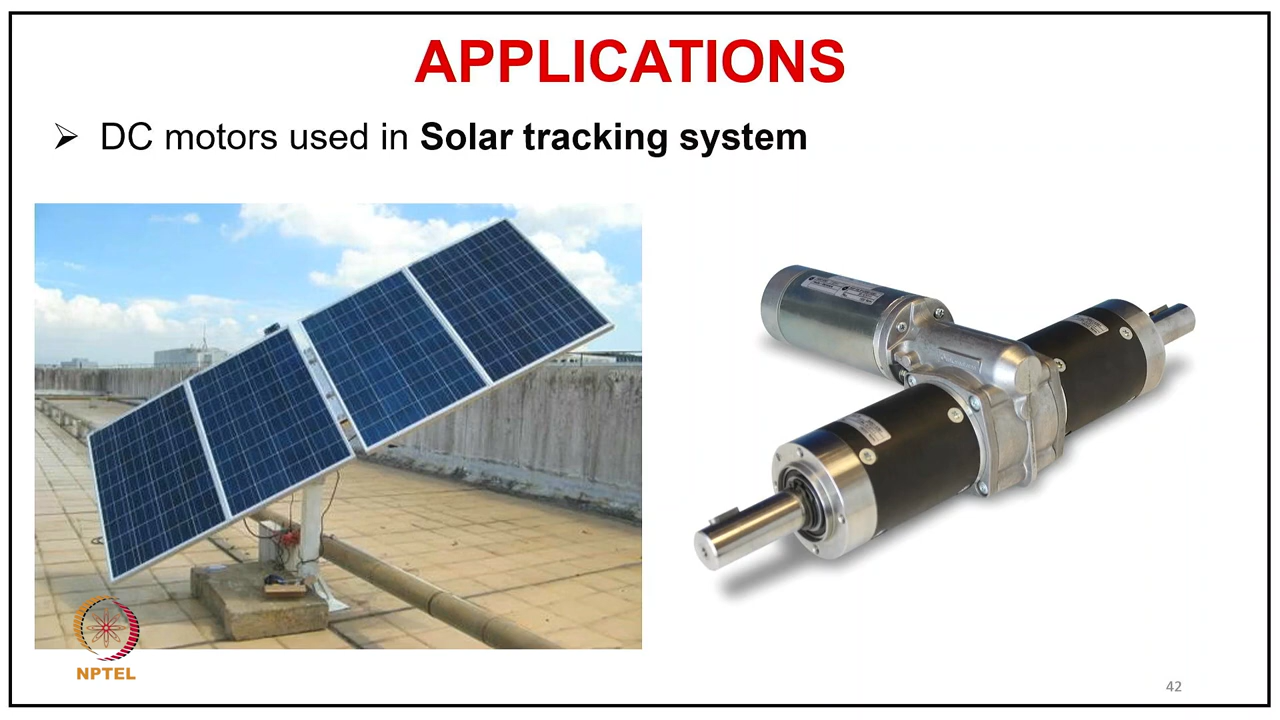 APPLICATIONS
➢ DC motors used in Solar tracking system
NPTEL
42